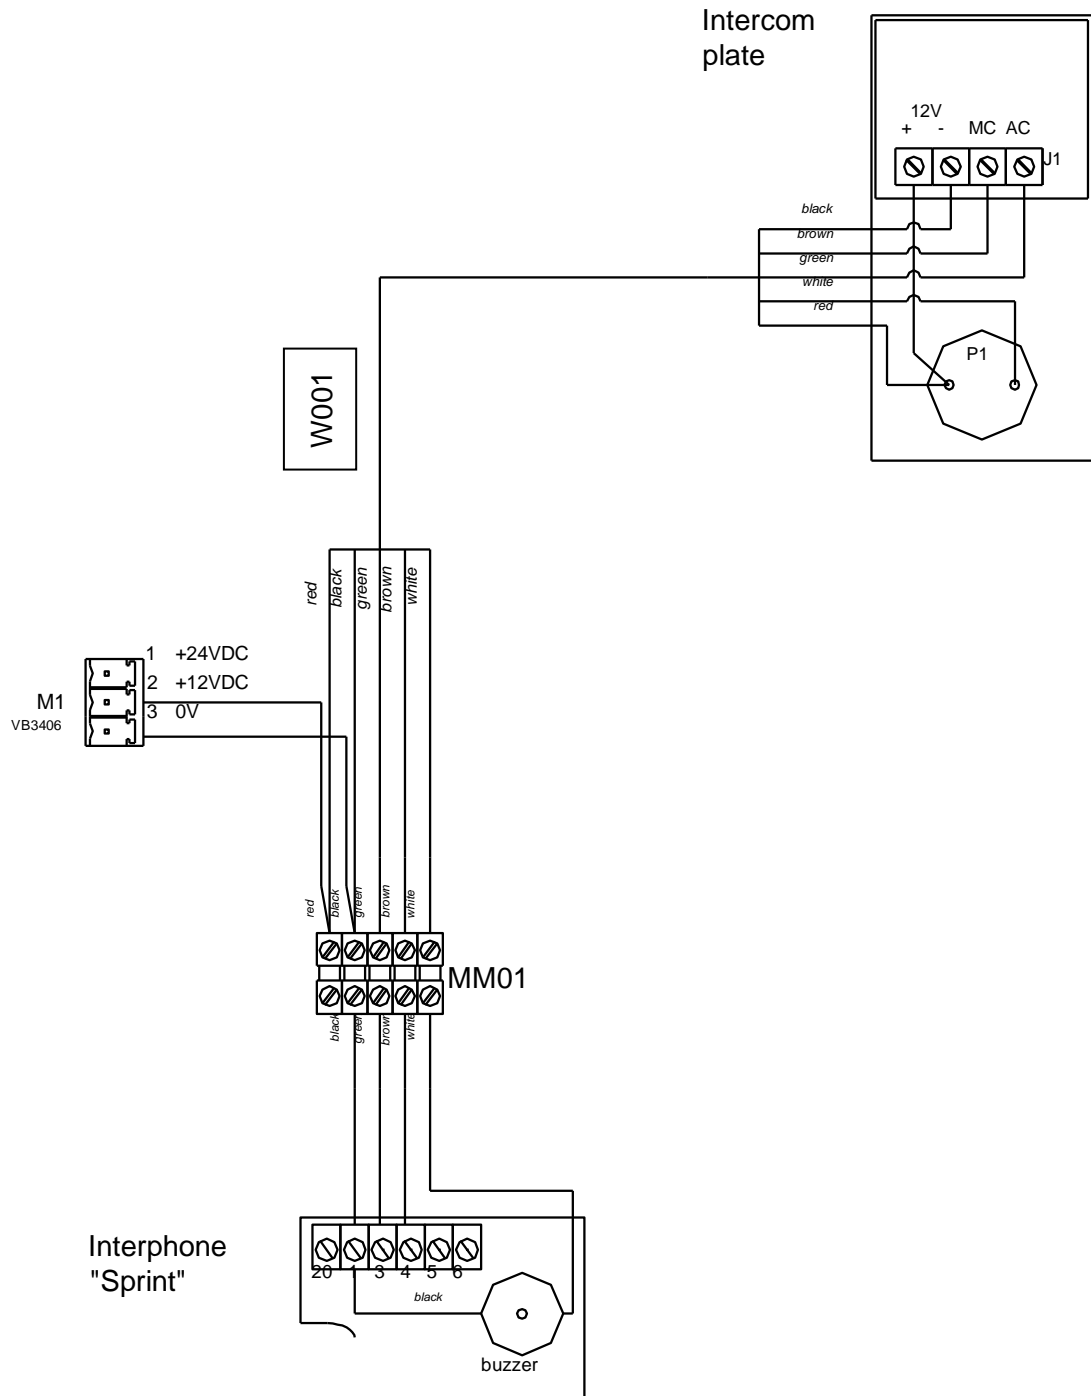 Intercom
plate
12V
+ - MC AC
J1
black
brown
green
white
red
P1
W001
red
black
green
brown
white
1 +24VDC
2 +12VDC
3 0V
M1
VB3406
red
black
green
brown
white
MM01
black
green
brown
white
Interphone
"Sprint"
20 1 3 4 5 6
black
buzzer